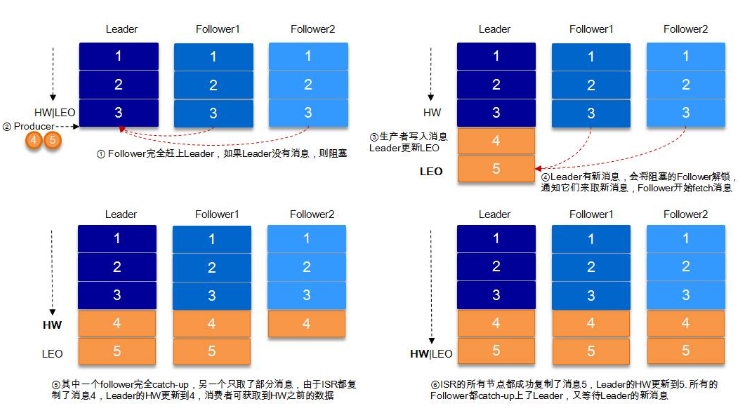 Leader Follower1 Follower2
1 1 1
2 2 2
3 3 3
HW|LEO
② Producer
4 5
① Follower完全赶上Leader，如果Leader没有消息，则阻塞
Leader Follower1 Follower2
1 1 1
2 2 2
HW 3 3 3
③生产者写入消息
Leader更新LEO
4
LEO 5
④Leader有新消息，会将阻塞的Follower解锁，
通知它们来取新消息，Follower开始fetch消息
Leader Follower1 Follower2
1 1 1
2 2 2
3 3 3
HW 4 4 4
LEO 5 5
⑤其中一个follower完全catch-up，另一个只取了部分消息，由于ISR都复
制了消息4，Leader的HW更新到4，消费者可获取到HW之前的数据
Leader Follower1 Follower2
1 1 1
2 2 2
3 3 3
4 4 4
HW|LEO 5 5 5
⑥ISR的所有节点都成功复制了消息5，Leader的HW更新到5. 所有的
Follower都catch-up上了Leader，又等待Leader的新消息